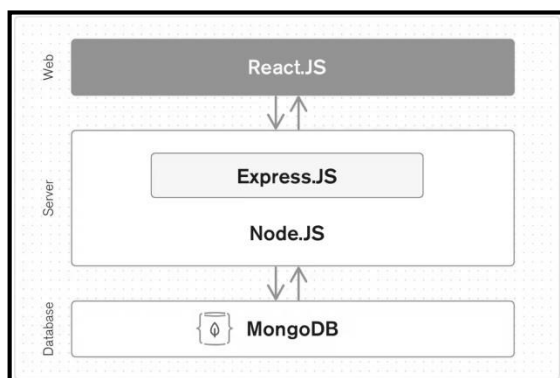 Web
React.JS
Server
Express.JS
Node.JS
Database
MongoDB